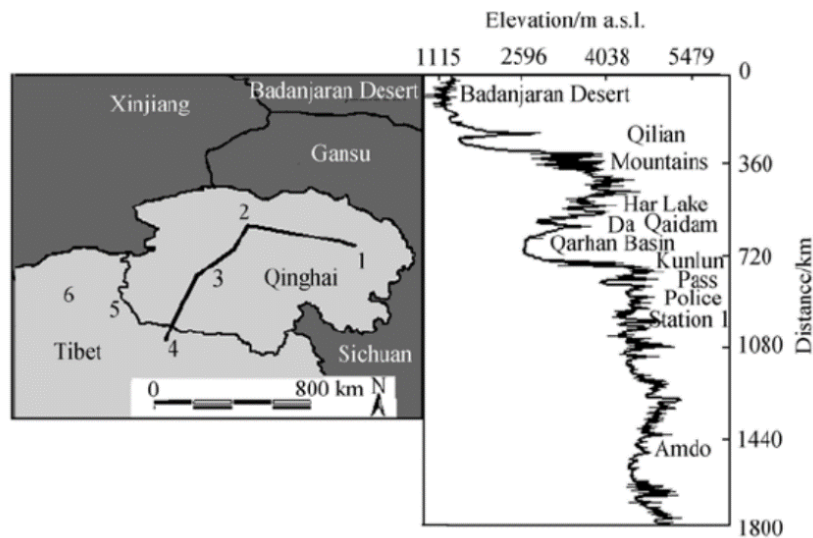 Xinjiang
Badanjaran Desert
Gansu
2
1
3
Qinghai
6
5
4
Tibet
Sichuan
0 800 km
N
Elevation/m a.s.l.
1115 2596 4038 5479
0
Badanjaran Desert
Qilian
Mountains
360
Har Lake
Da Qaidam
Qarhan Basin
720
Kunlun
Pass
Police
Station 1
1080
1440
Amdo
1800
Distance/km